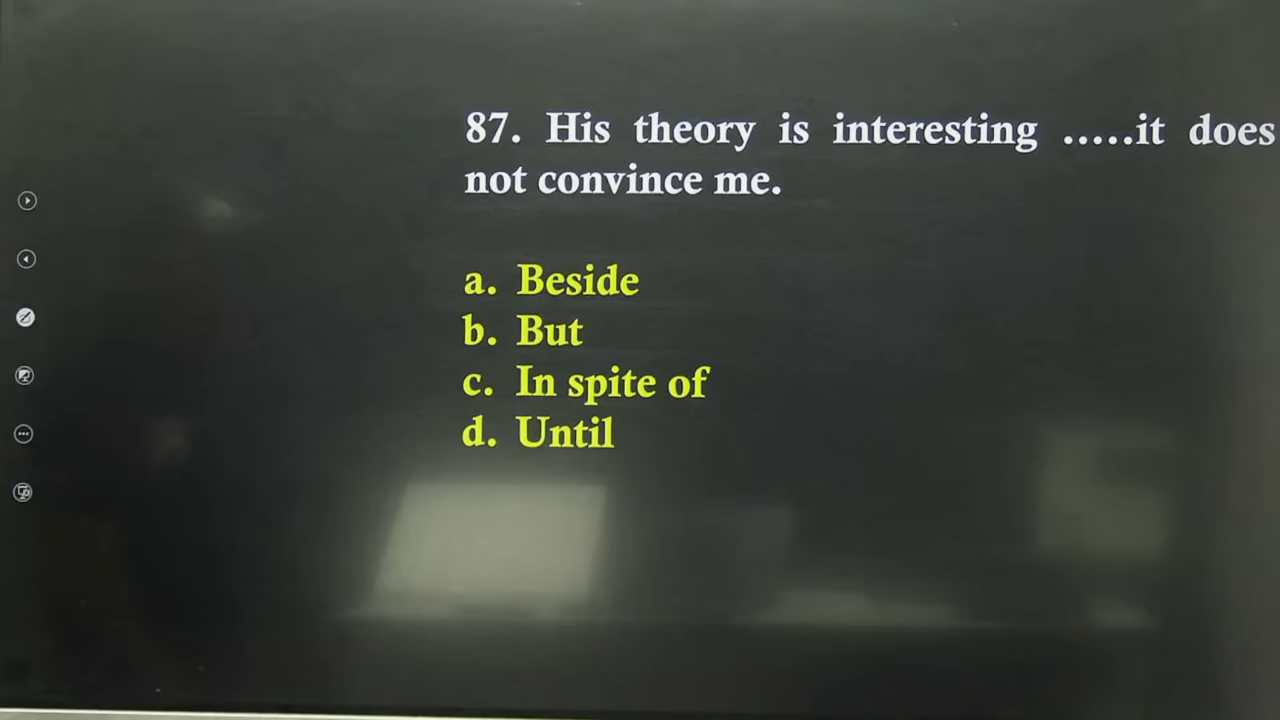 87. His theory is interesting .....it does
not convince me.
a. Beside
b. But
c. In spite of
d. Until